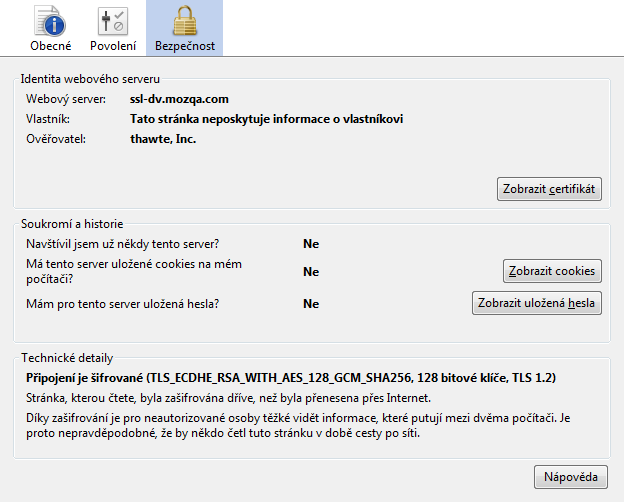 Obecné Povolení Bezpečnost
Identita webového serveru
Webový server: ssl-dv.mozqa.com
Vlastník: Tato stránka neposkytuje informace o vlastníkovi
Ověřovatel: thawte, Inc.
Zobrazit certifikát
Soukromí a historie
Navštívil jsem už někdy tento server? Ne
Má tento server uložené cookies na mém
počítači? Ne Zobrazit cookies
Mám pro tento server uložená hesla? Ne Zobrazit uložená hesla
Technické detaily
Připojení je šifrované (TLS_ECDHE_RSA_WITH_AES_128_GCM_SHA256, 128 bitové klíče, TLS 1.2)
Stránka, kterou čtete, byla zašifrována dříve, než byla přenesena přes Internet.
Díky zašifrování je pro neautorizované osoby těžké vidět informace, které putují mezi dvěma počítači. Je
proto nepravděpodobné, že by někdo četl tuto stránku v době cesty po síti.
Nápověda